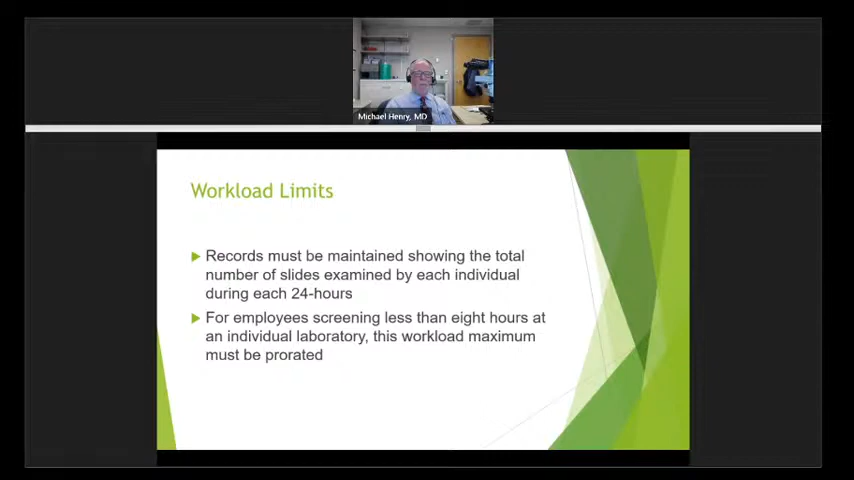 Michael Henry, MD
Workload Limits
Records must be maintained showing the total
number of slides examined by each individual
during each 24-hours
For employees screening less than eight hours at
an individual laboratory, this workload maximum
must be prorated